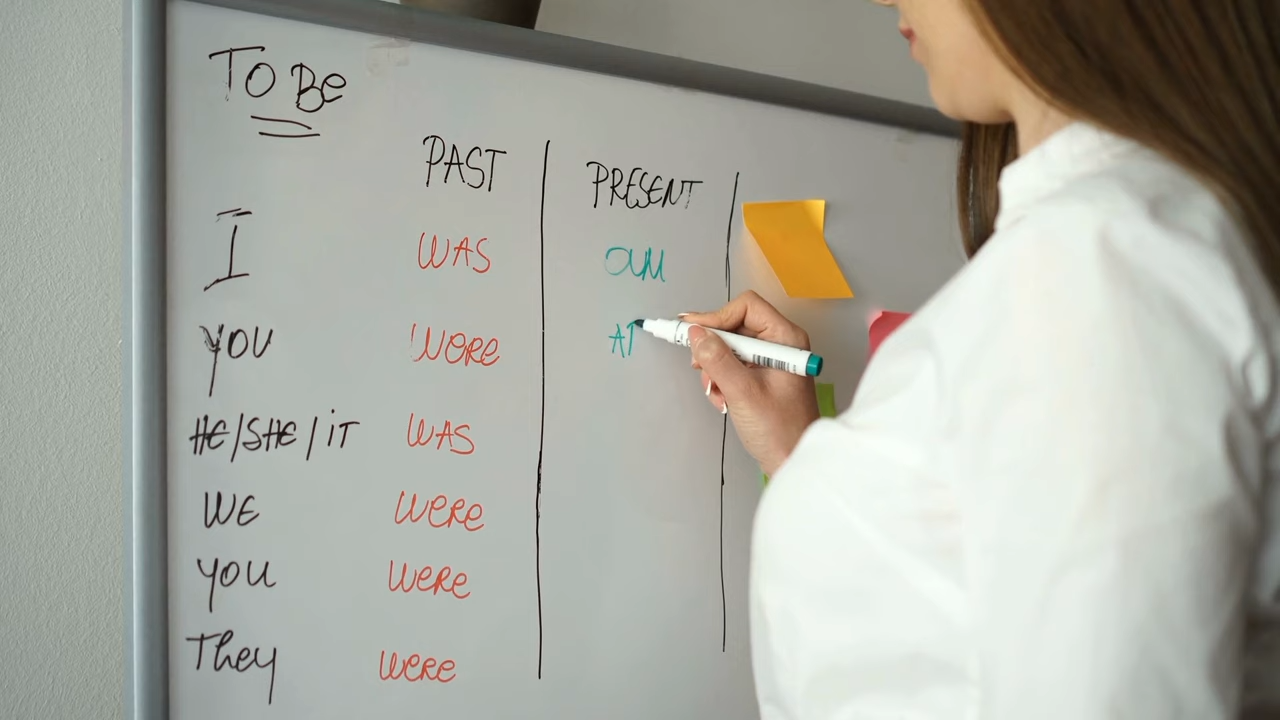 To Be
PAST PRESENT
I WAS am
YOU Were
HE/SHE/iT WAS
WE Were
YOU Were
They were